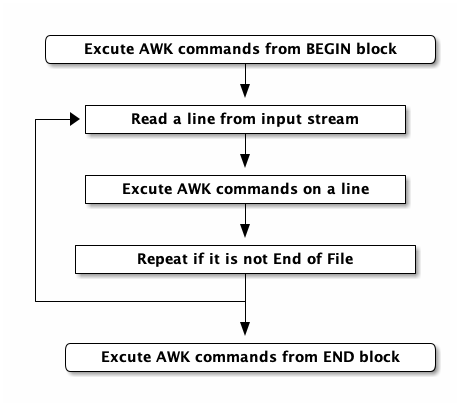 Excute AWK commands from BEGIN block
Read a line from input stream
Excute AWK commands on a line
Repeat if it is not End of File
Excute AWK commands from END block